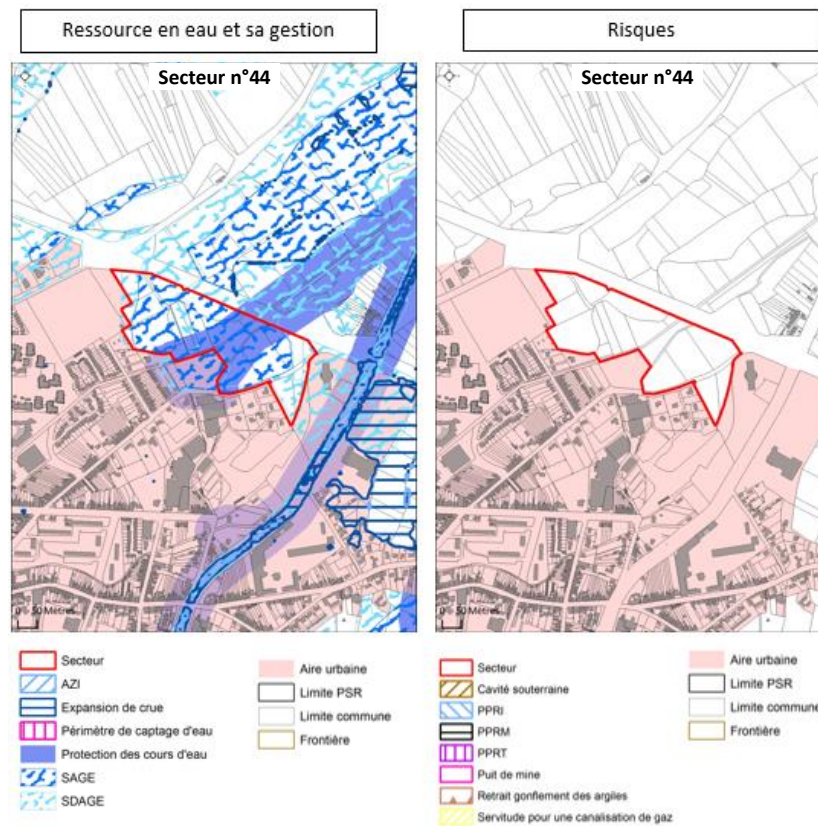 Ressource en eau et sa gestion
Risques
Secteur n°44
Secteur n°44
0 50 Mètres
0 50 Mètres
Secteur
AZI
Expansion de crue
Périmètre de captage d'eau
Protection des cours d'eau
SAGE
SDAGE
Aire urbaine
Limite PSR
Limite commune
Frontière
Secteur
Cavité souterraine
PPRI
PPRM
PPRT
Puit de mine
Retrait gonflement des argiles
Servitude pour une canalisation de gaz
Aire urbaine
Limite PSR
Limite commune
Frontière